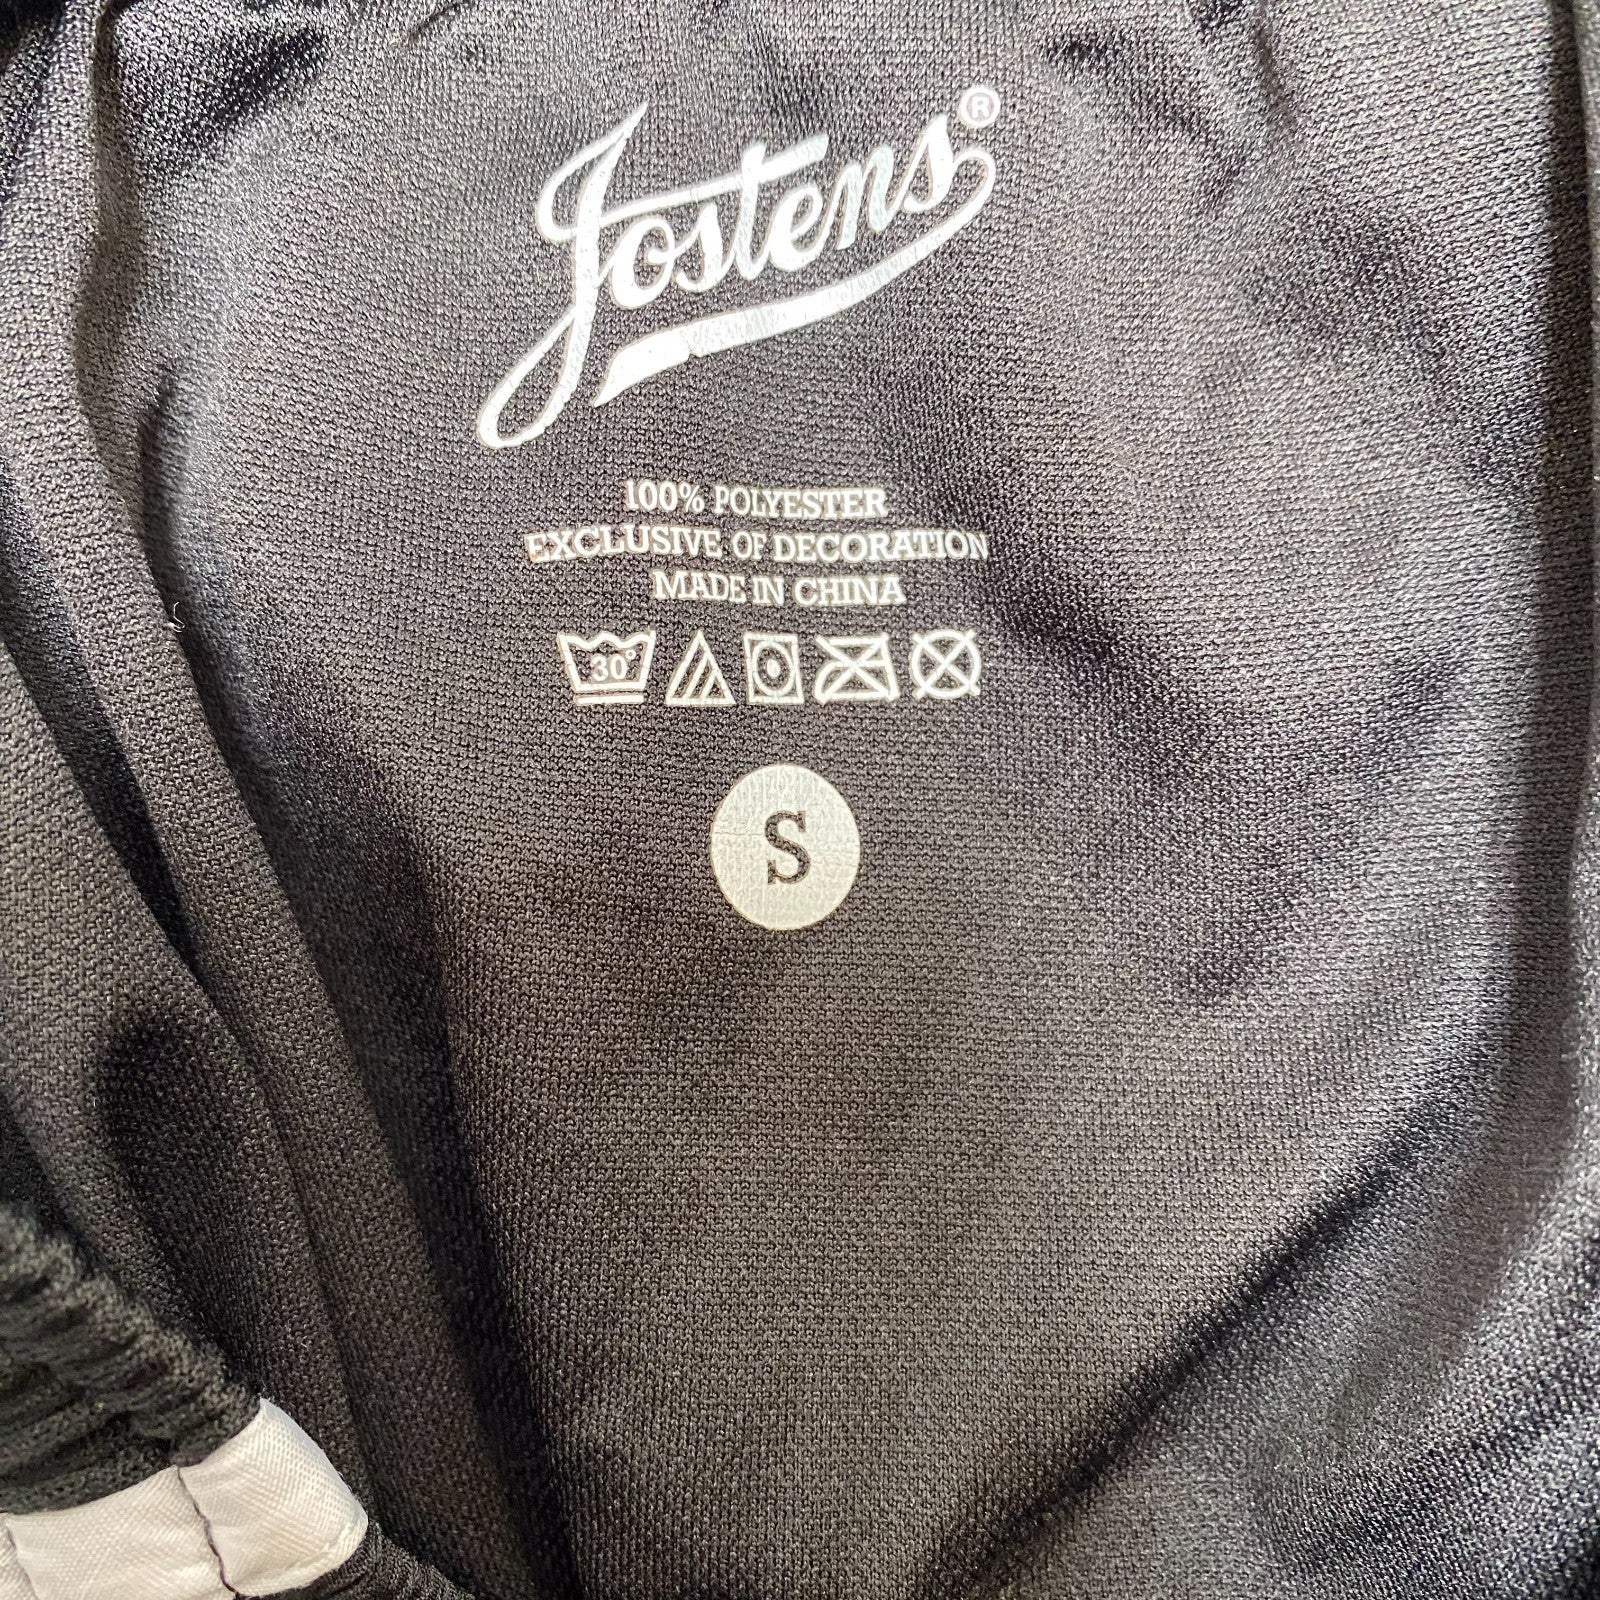 Jostens®
100% POLYESTER
EXCLUSIVE OF DECORATION
MADE IN CHINA
30°
S